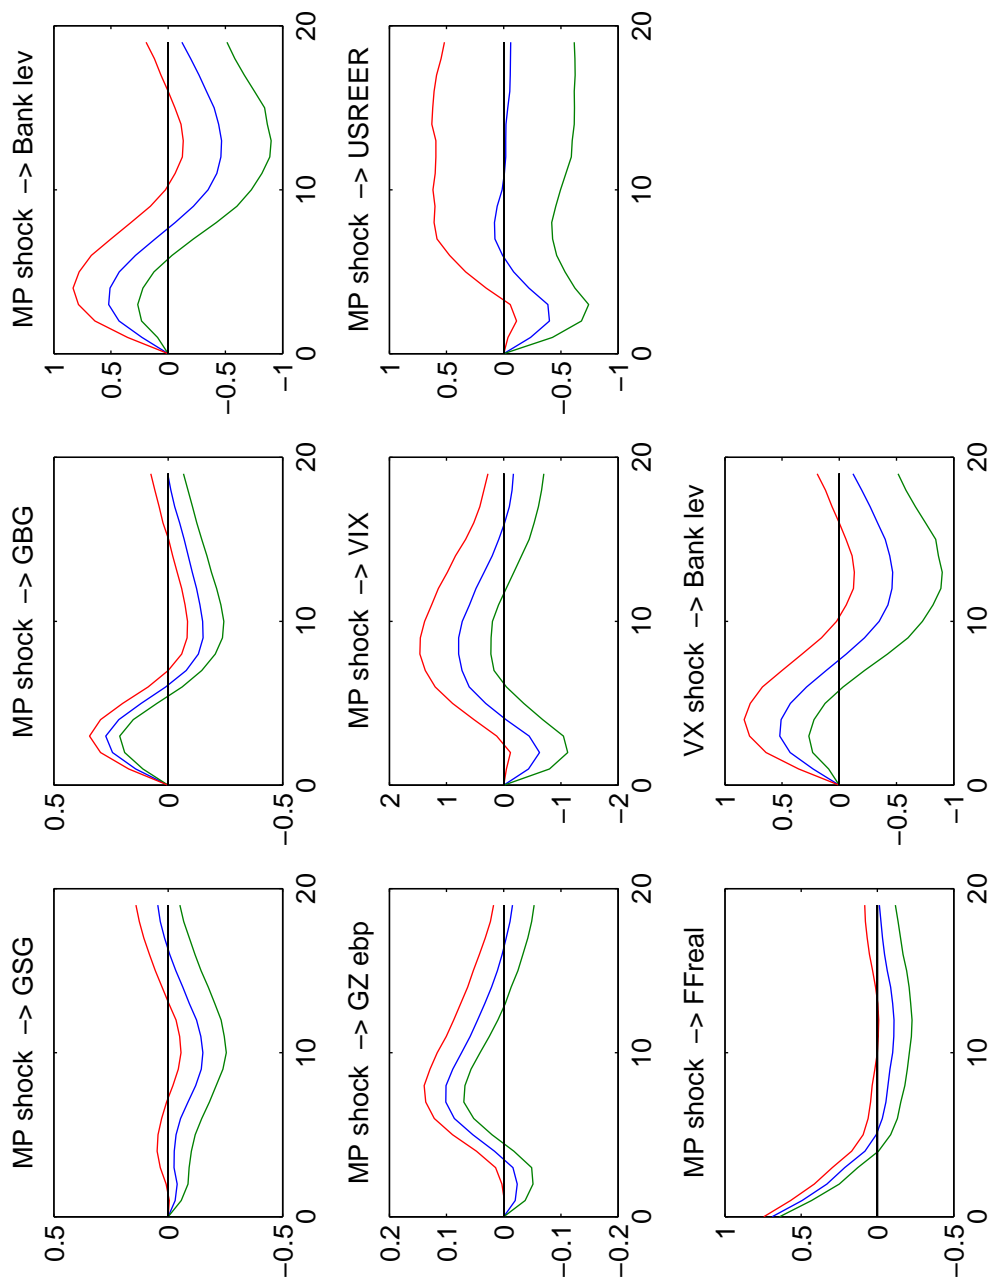 MP shock −> GSG
0.5
0
−0.5
0 10 20
MP shock −> GBG
0.5
0
−0.5
0 10 20
MP shock −> Bank lev
1
0.5
0
−0.5
−1
0 10 20
MP shock −> GZ ebp
0.2
0.1
0
−0.1
−0.2
0 10 20
MP shock −> VIX
2
1
0
−1
−2
0 10 20
MP shock −> USREER
1
0.5
0
−0.5
−1
0 10 20
MP shock −> FFreal
1
0.5
0
−0.5
0 10 20
VX shock −> Bank lev
1
0.5
0
−0.5
−1
0 10 20